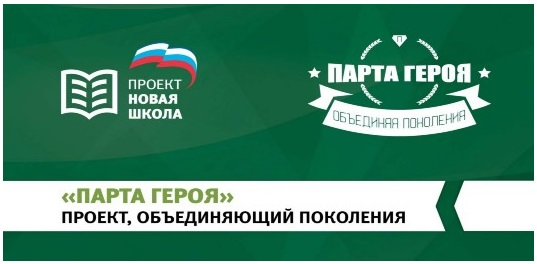 ПРОЕКТ
НОВАЯ
ШКОЛА
ПАРТА ГЕРОЯ
ОБЪЕДИНЯЯ ПОКОЛЕНИЯ
«ПАРТА ГЕРОЯ»
ПРОЕКТ, ОБЪЕДИНЯЮЩИЙ ПОКОЛЕНИЯ